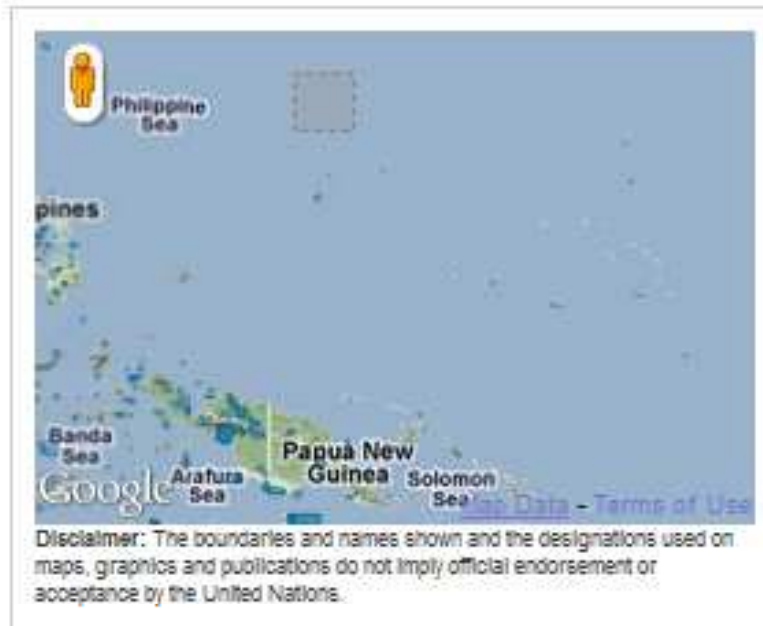 Philippine
Sea
pines
Banda
Sea
Arafura
Sea
Papua New
Guinea
Solomon
Sea
Google
Map Data - Terms of Use
Disclaimer: The boundaries and names shown and the designations used on
maps, graphics and publications do not imply official endorsement or
acceptance by the United Nations.